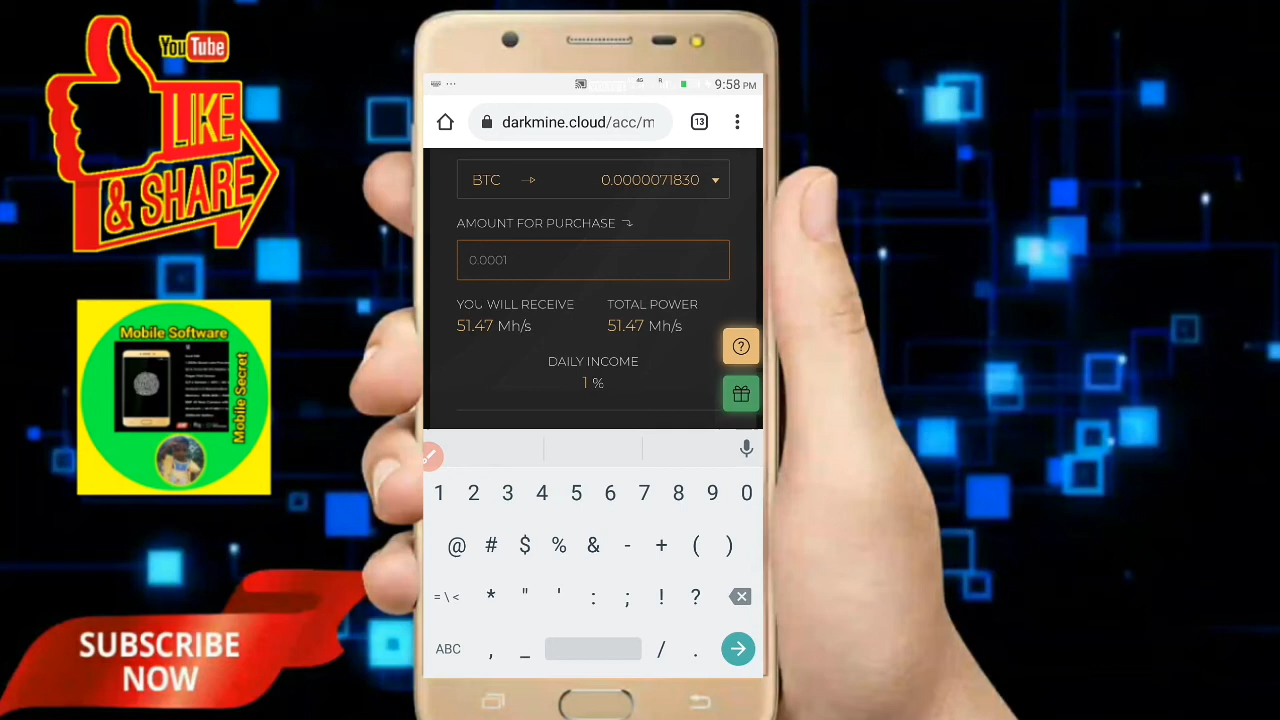 YouTube
LIKE
& SHARE
Mobile Software
Mobile Secret
SUBSCRIBE
NOW
9:58 PM
darkmine.cloud/acc/m
13
BTC → 0.0000071830
AMOUNT FOR PURCHASE
0.0001
YOU WILL RECEIVE TOTAL POWER
51.47 Mh/s 51.47 Mh/s
DAILY INCOME
1 %
?
1 2 3 4 5 6 7 8 9 0
@ # $ % & - + ( )
= \ < * " ' : ; ! ?
ABC , _ / .